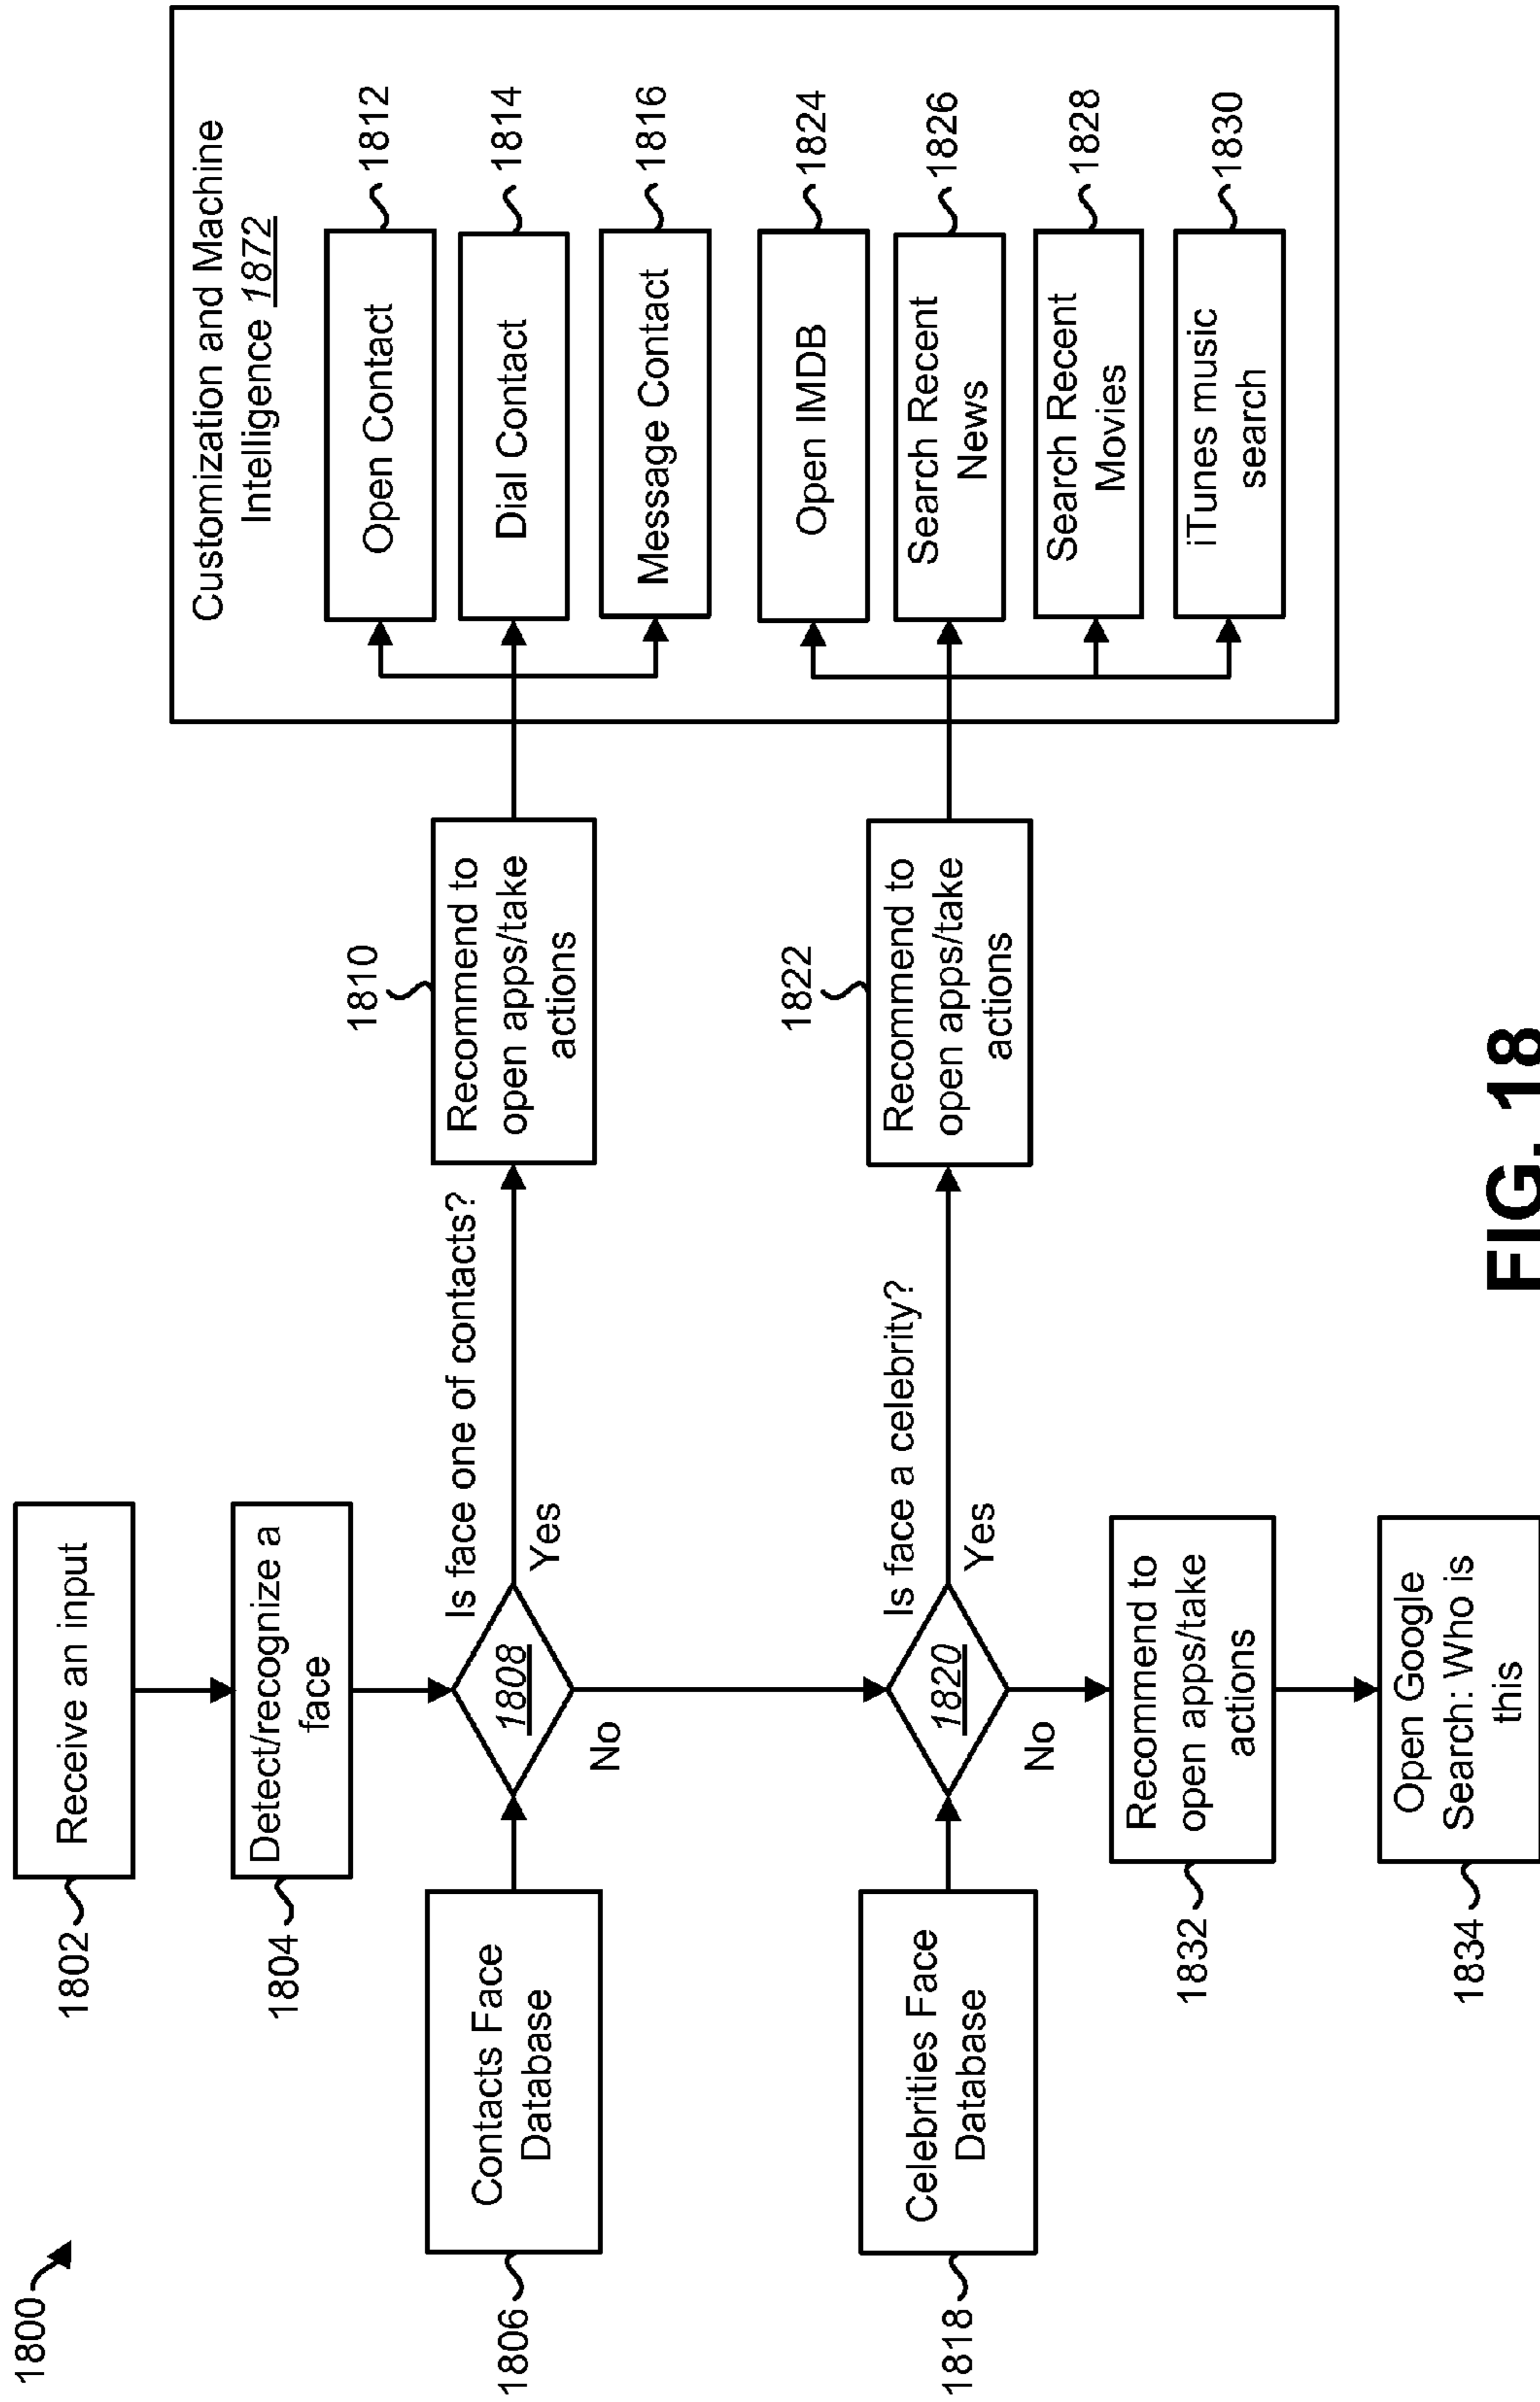 1800
1802
Receive an input
1804
Detect/recognize a
face
1806
Contacts Face
Database
1808
Is face one of contacts?
Yes
No
1810
Recommend to
open apps/take
actions
Customization and Machine
Intelligence 1872
Open Contact
1812
Dial Contact
1814
Message Contact
1816
1818
Celebrities Face
Database
1820
Is face a celebrity?
Yes
No
1822
Recommend to
open apps/take
actions
Open IMDB
1824
Search Recent
News
1826
Search Recent
Movies
1828
iTunes music
search
1830
1832
Recommend to
open apps/take
actions
1834
Open Google
Search: Who is
this
FIG. 18